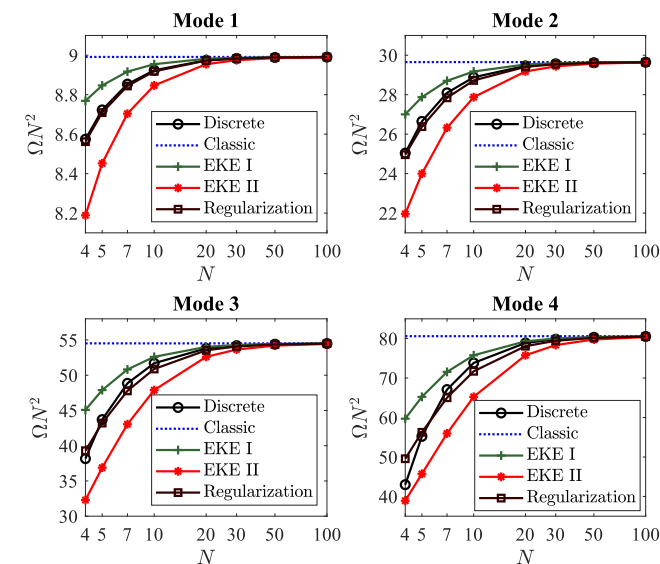 Mode 1
ΩN²
9
8.8
8.6
8.4
8.2
4 5 7 10 20 30 50 100
N
Discrete
Classic
EKE I
EKE II
Regularization
Mode 2
ΩN²
30
28
26
24
22
4 5 7 10 20 30 50 100
N
Discrete
Classic
EKE I
EKE II
Regularization
Mode 3
ΩN²
55
50
45
40
35
30
4 5 7 10 20 30 50 100
N
Discrete
Classic
EKE I
EKE II
Regularization
Mode 4
ΩN²
80
70
60
50
40
4 5 7 10 20 30 50 100
N
Discrete
Classic
EKE I
EKE II
Regularization